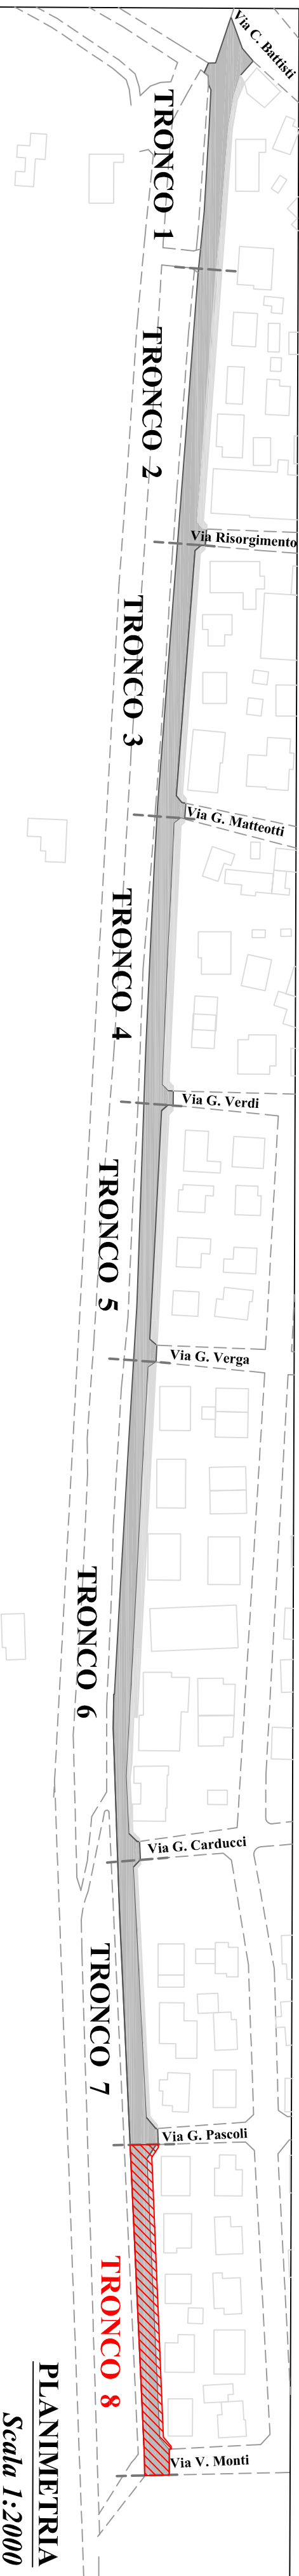 Via C. Battisti
TRONCO 1
TRONCO 2
Via Risorgimento
TRONCO 3
Via G. Matteotti
TRONCO 4
Via G. Verdi
TRONCO 5
Via G. Verga
TRONCO 6
Via G. Carducci
TRONCO 7
Via G. Pascoli
TRONCO 8
Via V. Monti
PLANIMETRIA
Scala 1:2000